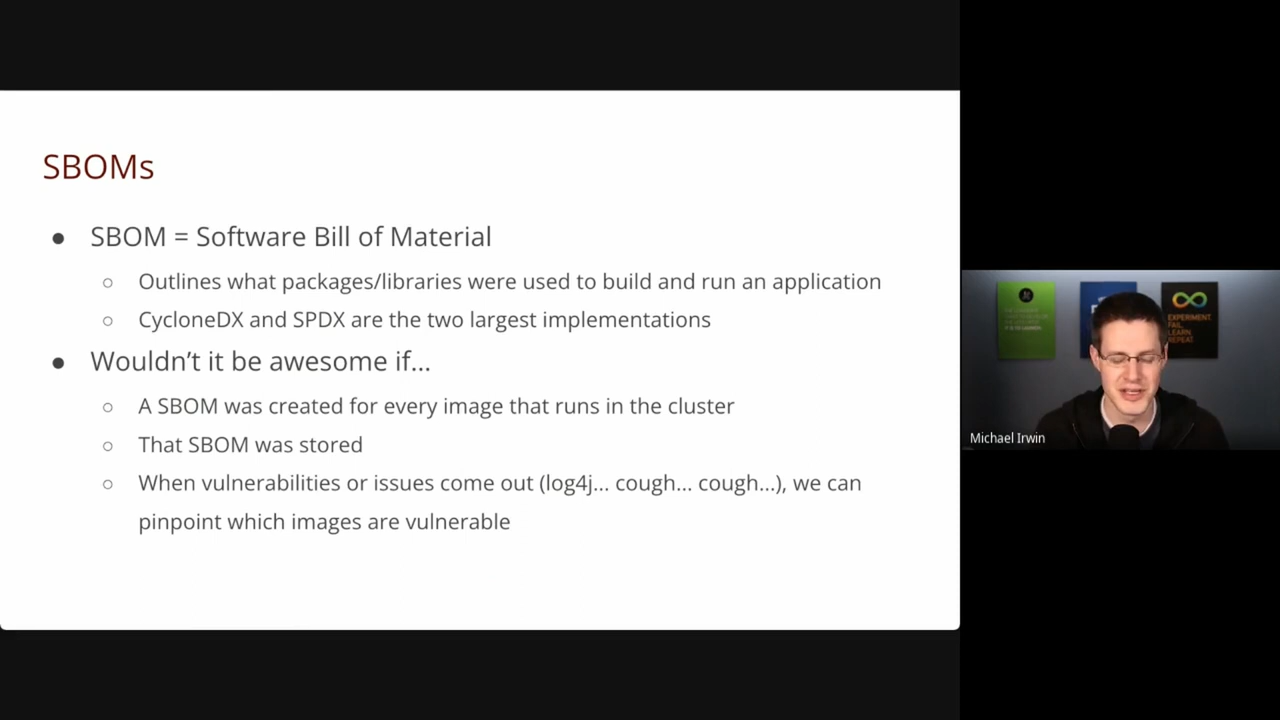 SBOMs
● SBOM = Software Bill of Material
○ Outlines what packages/libraries were used to build and run an application
○ CycloneDX and SPDX are the two largest implementations
● Wouldn’t it be awesome if…
○ A SBOM was created for every image that runs in the cluster
○ That SBOM was stored
○ When vulnerabilities or issues come out (log4j… cough… cough…), we can
pinpoint which images are vulnerable
EXPERIMENT.
FAIL.
LEARN.
REPEAT.
Michael Irwin